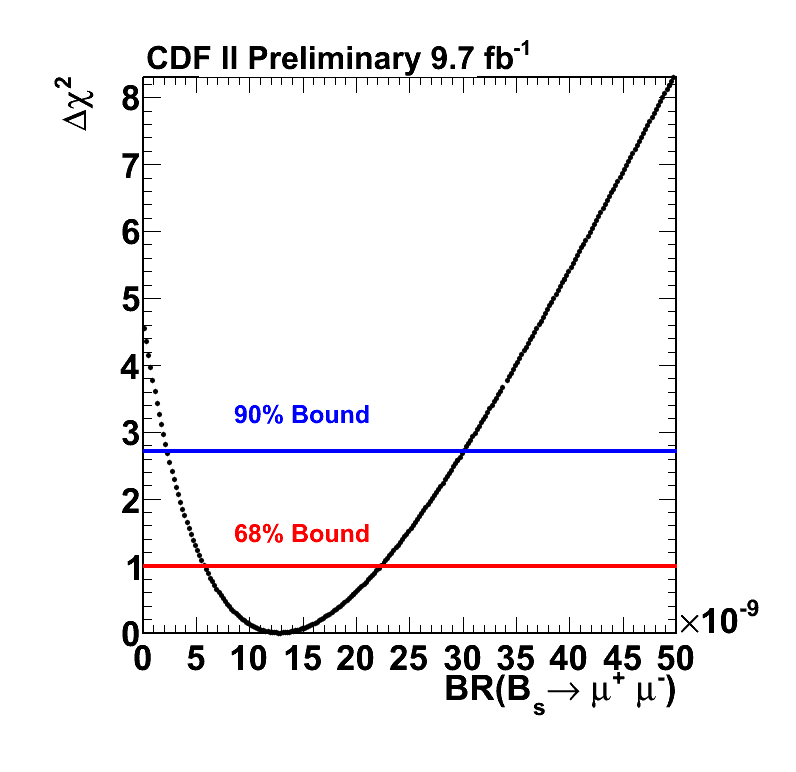 CDF II Preliminary 9.7 fb⁻¹
Δχ²
8
7
6
5
4
3
2
1
0
90% Bound
68% Bound
0 5 10 15 20 25 30 35 40 45 50
×10⁻⁹
BR(Bₛ→ μ⁺ μ⁻)